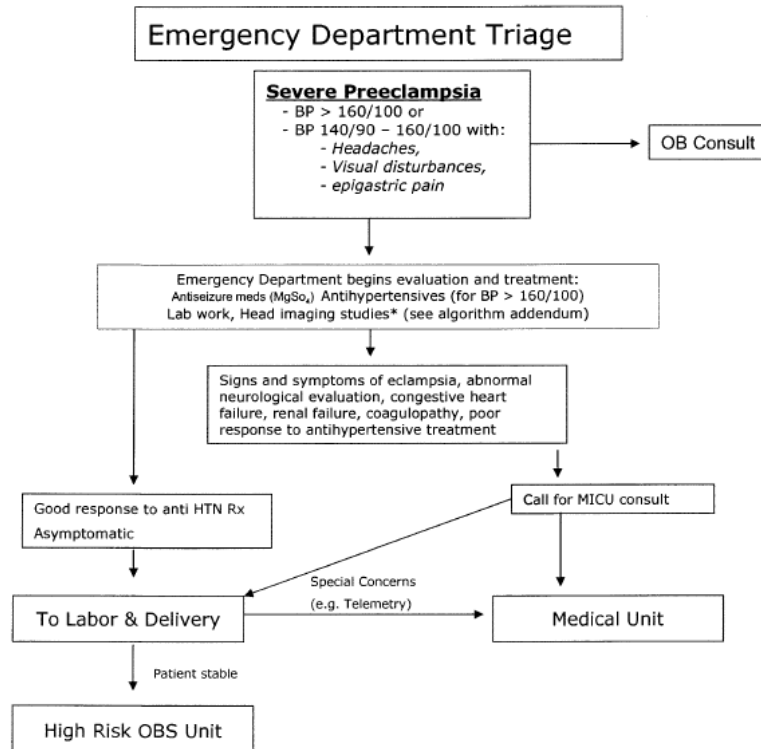 Emergency Department Triage
Severe Preeclampsia
- BP > 160/100 or
- BP 140/90 – 160/100 with:
- Headaches,
- Visual disturbances,
- epigastric pain
OB Consult
Emergency Department begins evaluation and treatment:
Antiseizure meds (MgSo₄) Antihypertensives (for BP > 160/100)
Lab work, Head imaging studies* (see algorithm addendum)
Signs and symptoms of eclampsia, abnormal
neurological evaluation, congestive heart
failure, renal failure, coagulopathy, poor
response to antihypertensive treatment
Good response to anti HTN Rx
Asymptomatic
Call for MICU consult
Special Concerns
(e.g. Telemetry)
To Labor & Delivery
Medical Unit
Patient stable
High Risk OBS Unit